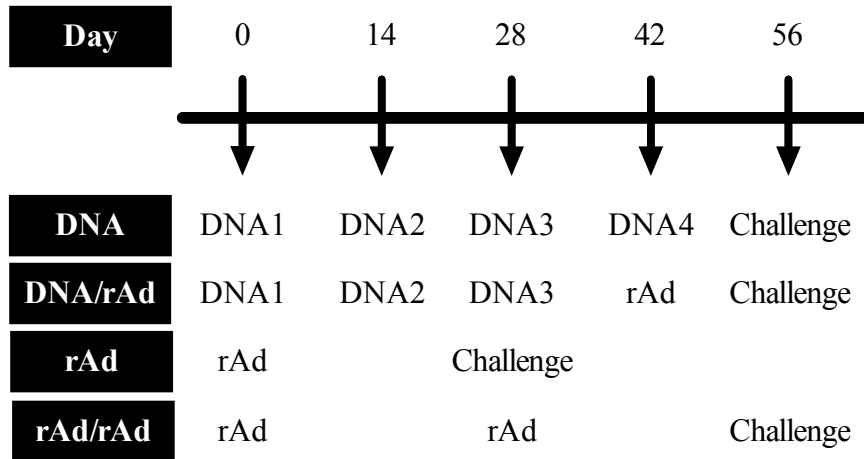 Day 0 14 28 42 56
DNA DNA1 DNA2 DNA3 DNA4 Challenge
DNA/rAd DNA1 DNA2 DNA3 rAd Challenge
rAd rAd Challenge
rAd/rAd rAd rAd Challenge